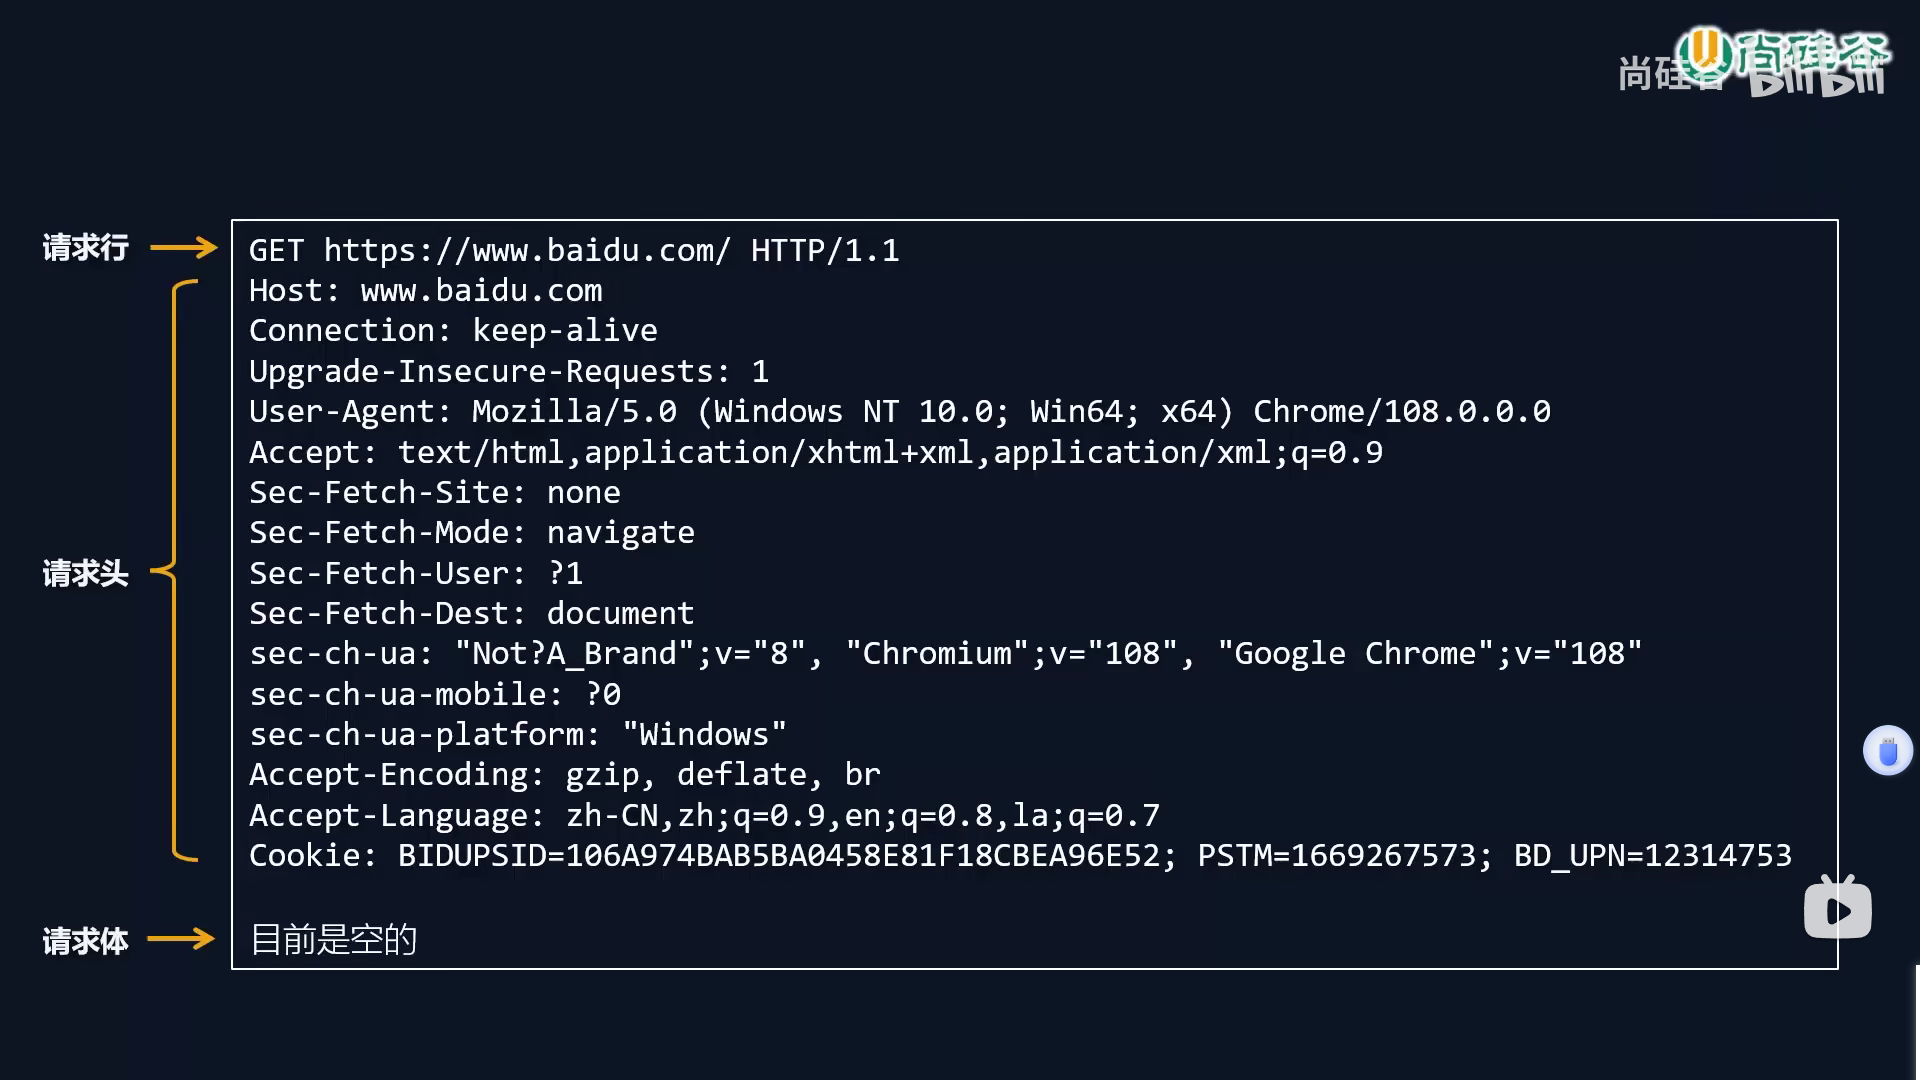 尚硅谷
尚硅谷 bilibili
请求行
GET https://www.baidu.com/ HTTP/1.1
Host: www.baidu.com
Connection: keep-alive
Upgrade-Insecure-Requests: 1
User-Agent: Mozilla/5.0 (Windows NT 10.0; Win64; x64) Chrome/108.0.0.0
Accept: text/html,application/xhtml+xml,application/xml;q=0.9
Sec-Fetch-Site: none
Sec-Fetch-Mode: navigate
请求头
Sec-Fetch-User: ?1
Sec-Fetch-Dest: document
sec-ch-ua: "Not?A_Brand";v="8", "Chromium";v="108", "Google Chrome";v="108"
sec-ch-ua-mobile: ?0
sec-ch-ua-platform: "Windows"
Accept-Encoding: gzip, deflate, br
Accept-Language: zh-CN,zh;q=0.9,en;q=0.8,la;q=0.7
Cookie: BIDUPSID=106A974BAB5BA0458E81F18CBEA96E52; PSTM=1669267573; BD_UPN=12314753
请求体
目前是空的